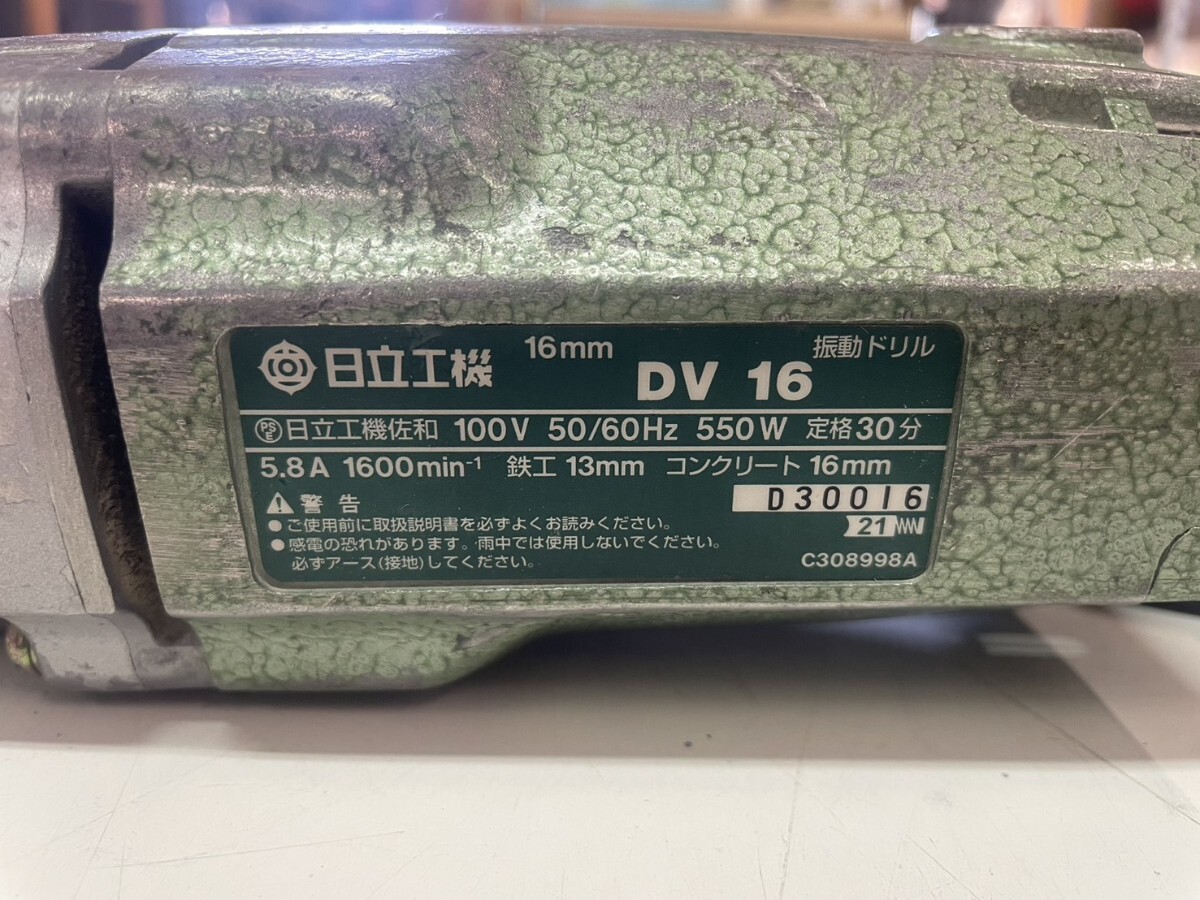 日立工機 16mm DV 16 振動ドリル
PSE 日立工機佐和 100V 50/60Hz 550W 定格30分
5.8A 1600min⁻¹ 鉄工 13mm コンクリート 16mm
警告
D30016
●ご使用前に取扱説明書を必ずよくお読みください。
21
●感電の恐れがあります。雨中では使用しないでください。
必ずアース(接地)してください。
C308998A